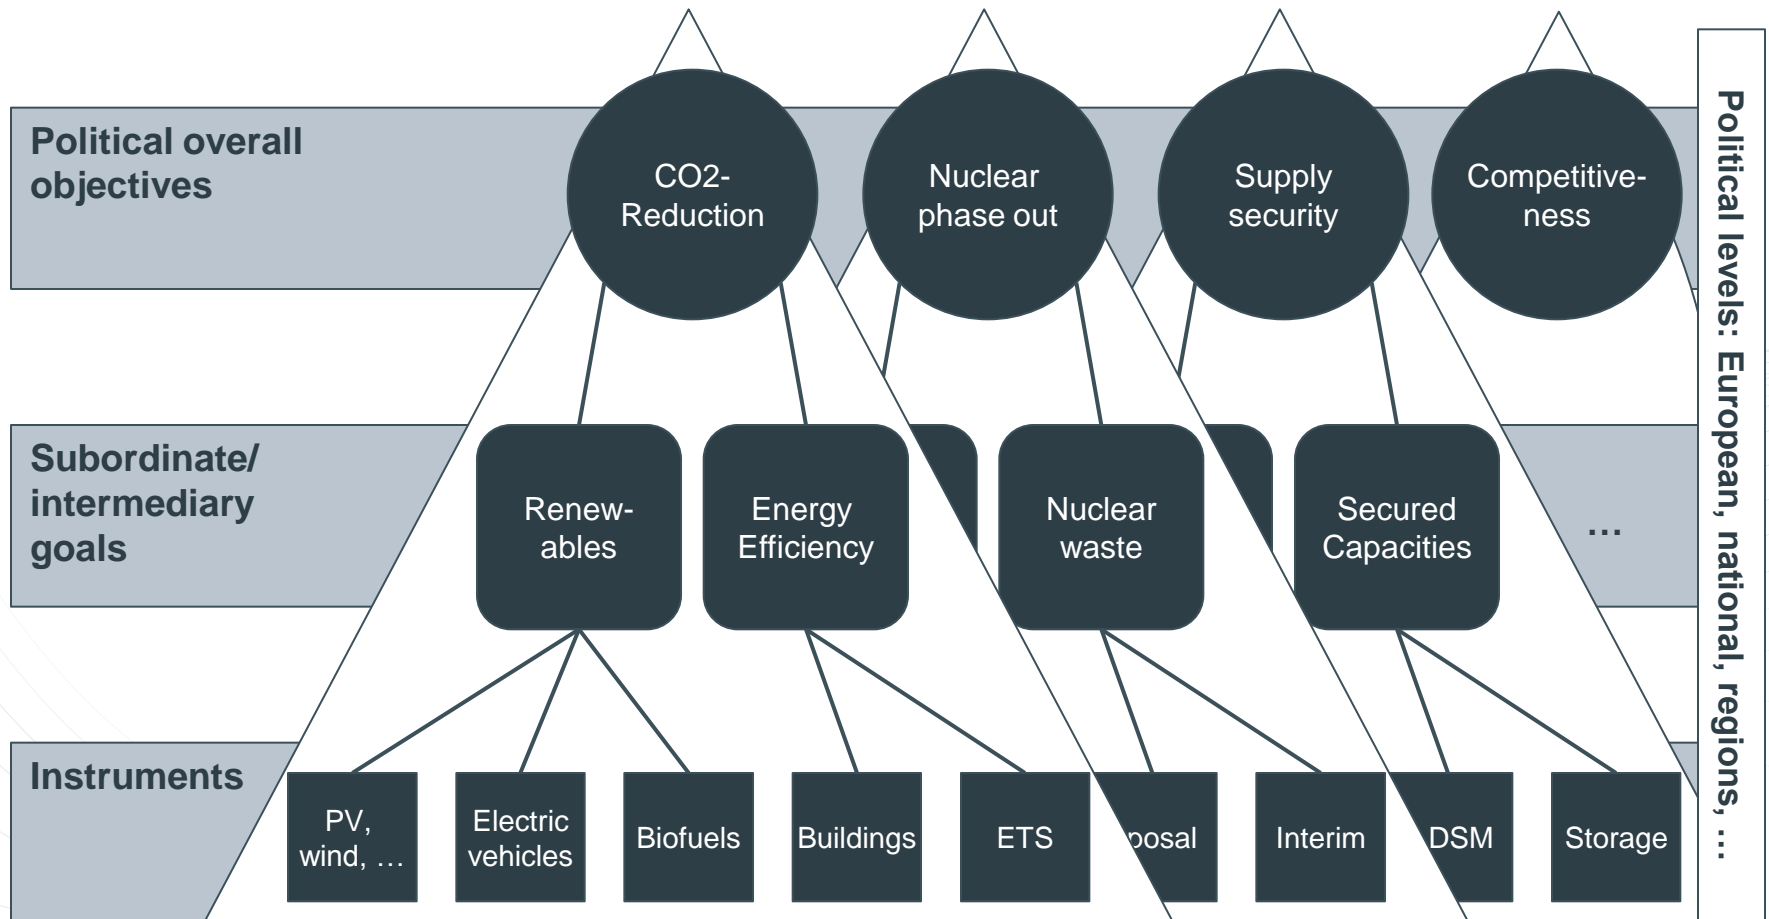 Political overall
objectives
CO2-
Reduction
Nuclear
phase out
Supply
security
Competitive-
ness
Subordinate/
intermediary
goals
Renew-
ables
Energy
Efficiency
Nuclear
waste
Secured
Capacities
...
Instruments
PV,
wind, ...
Electric
vehicles
Biofuels
Buildings
ETS
posal
Interim
DSM
Storage
Political levels: European, national, regions, ...